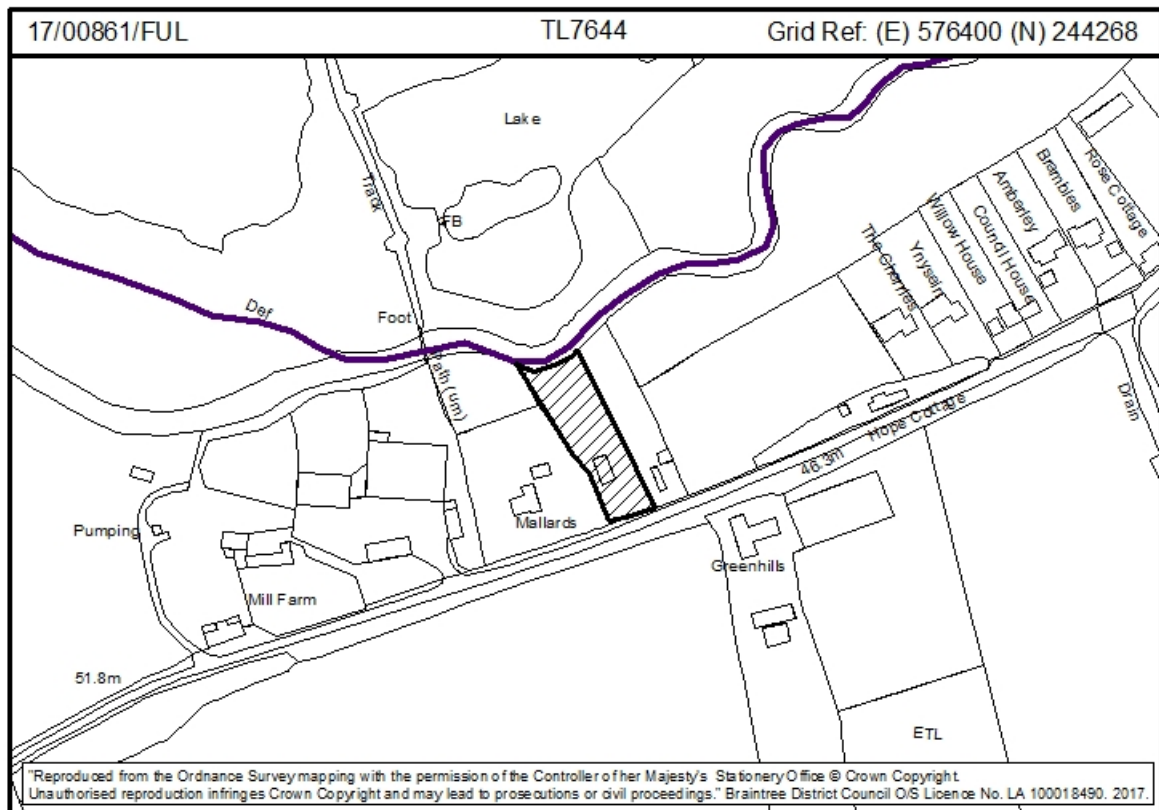 17/00861/FUL TL7644 Grid Ref: (E) 576400 (N) 244268
Lake
Track
FB
Rose Cottage
Brambles
Amberley
Council House
Willow House
Ynysein
The Cherries
Def
Foot
Path (um)
Drain
Hope Cottage
46.3m
Mallards
Pumping
Greenhills
Mill Farm
51.8m
ETL
"Reproduced from the Ordnance Survey mapping with the permission of the Controller of her Majesty's Stationery Office © Crown Copyright.
Unauthorised reproduction infringes Crown Copyright and may lead to prosecutions or civil proceedings." Braintree District Council O/S Licence No. LA 100018490. 2017.